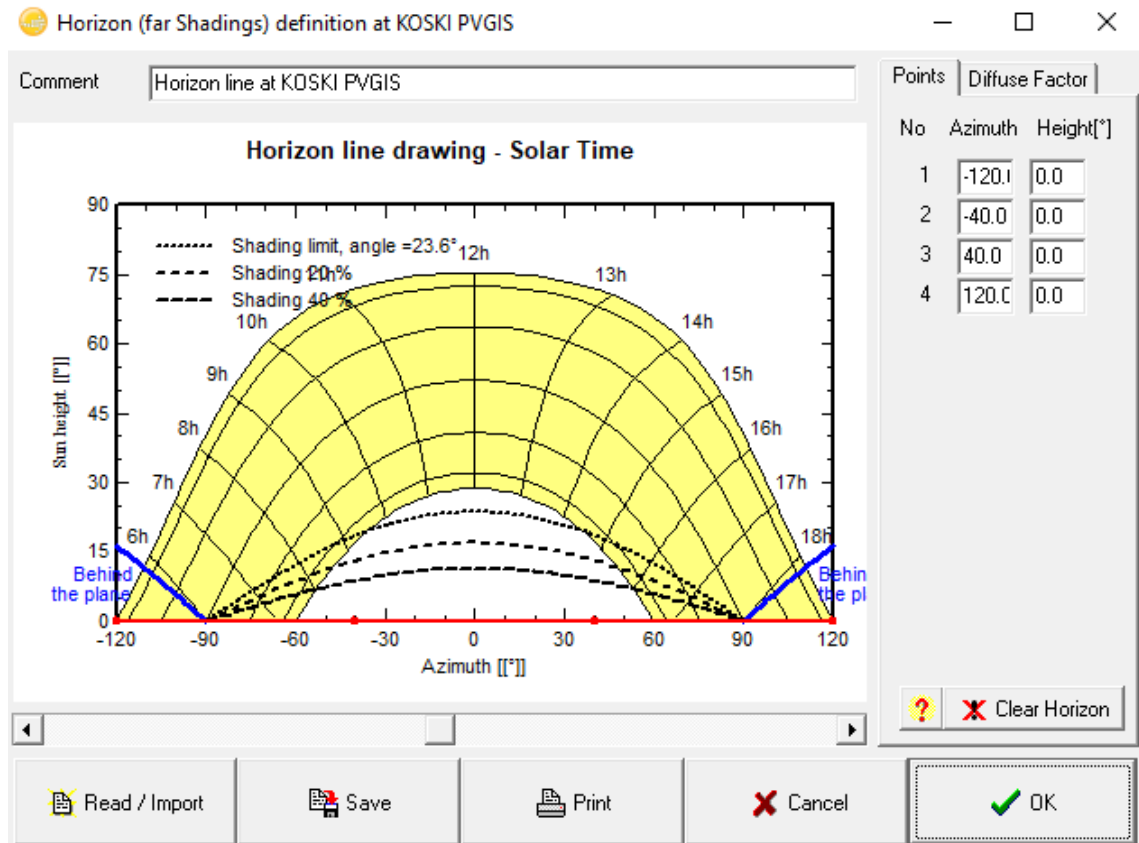 Horizon (far Shadings) definition at KOSKI PVGIS
Comment Horizon line at KOSKI PVGIS
Points Diffuse Factor
No Azimuth Height[°]
1 -120.( 0.0
2 -40.0 0.0
3 40.0 0.0
4 120.C 0.0
Horizon line drawing - Solar Time
Shading limit, angle =23.6°
Shading 20 %
Shading 40 %
12h
11h 13h
10h 14h
9h 15h
8h 16h
7h 17h
6h 18h
Behind
the plane
Behin
the pl
90
75
60
45
30
15
0
Sun height [[°]]
-120 -90 -60 -30 0 30 60 90 120
Azimuth [[°]]
? Clear Horizon
Read / Import Save Print Cancel OK